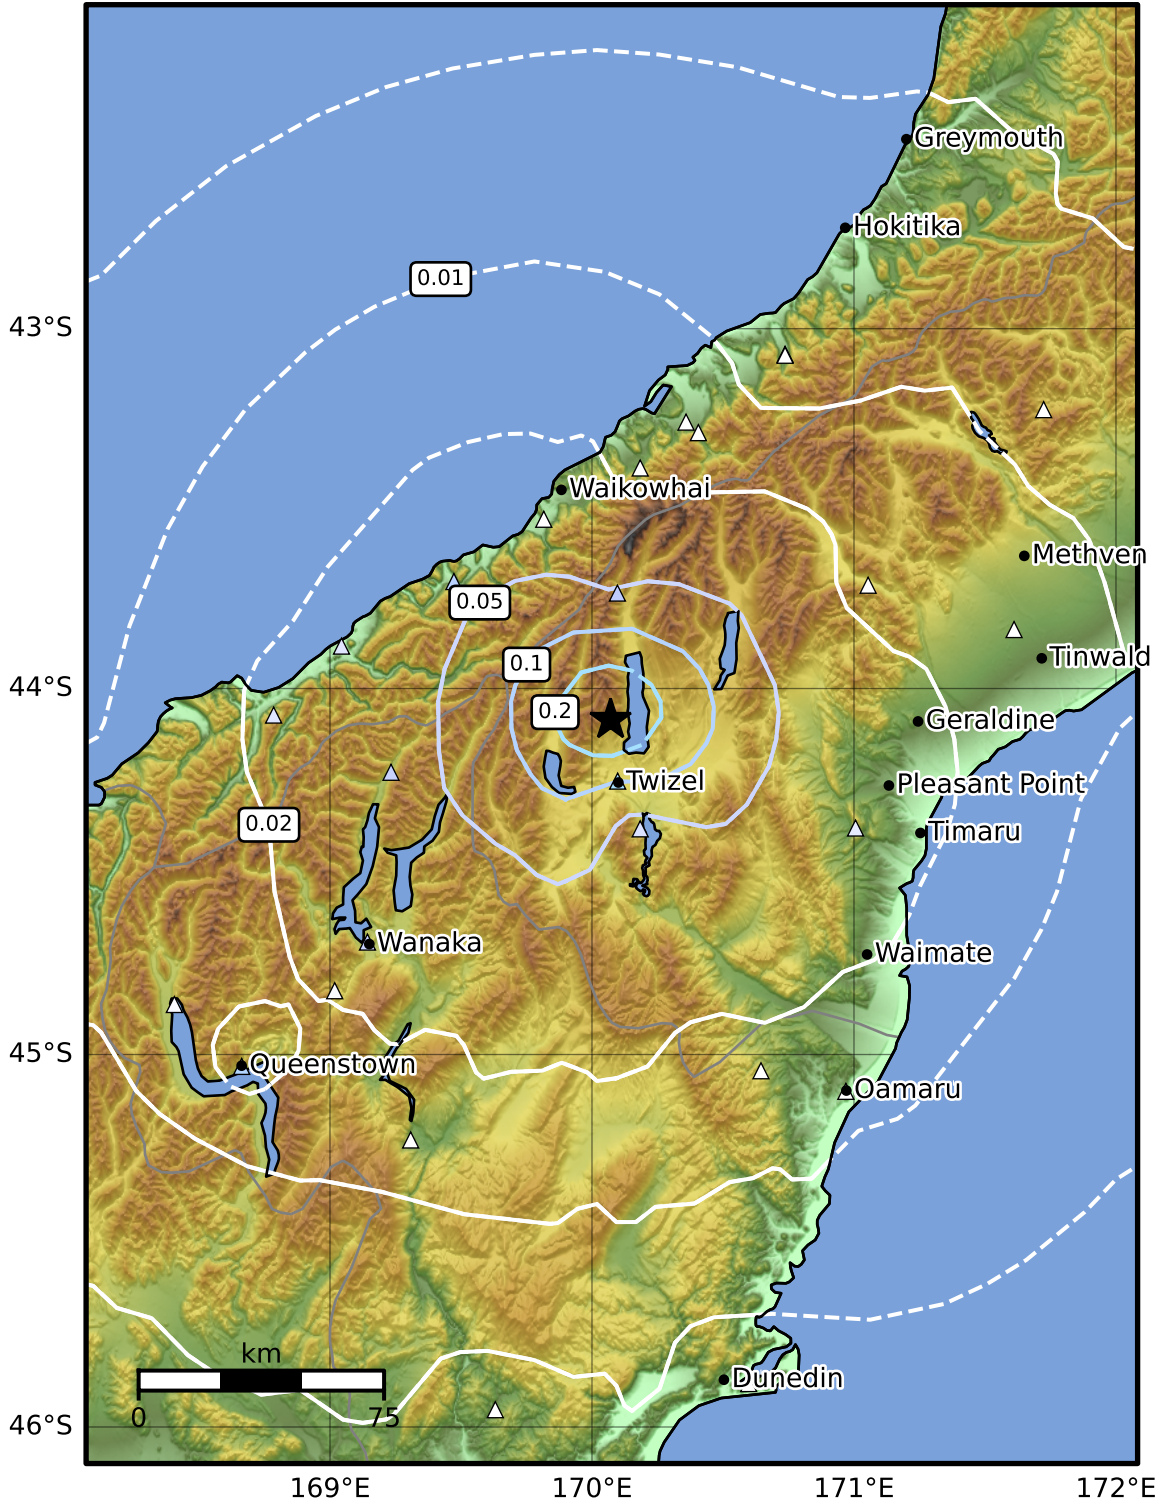 Greymouth
Hokitika
0.01
43°S
Waikowhai
Methven
0.05
Tinwald
0.1
44°S
0.2
Geraldine
Twizel
Pleasant Point
0.02
Timaru
Wanaka
Waimate
45°S
Queenstown
Oamaru
km
0
75
Dunedin
46°S
169°E
170°E
171°E
172°E